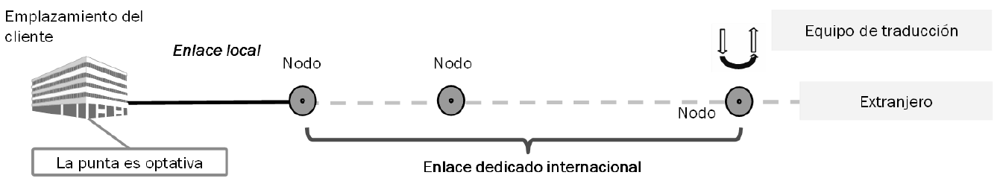 Emplazamiento del
cliente
Enlace local
Nodo
Nodo
Nodo
Equipo de traducción
Extranjero
La punta es optativa
Enlace dedicado internacional